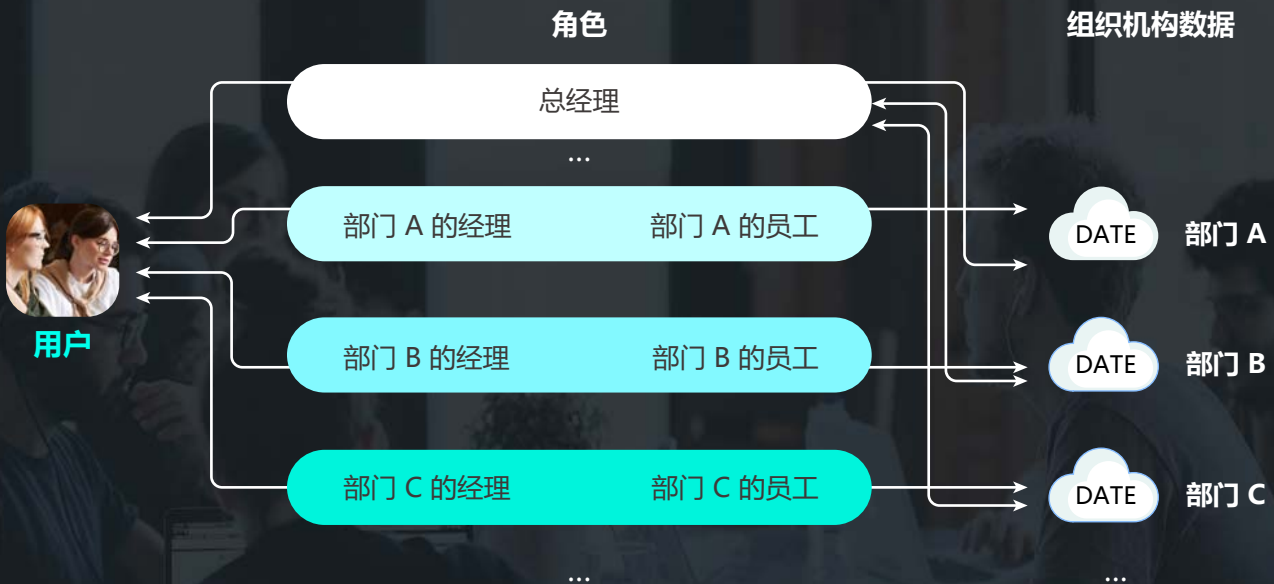 角色
组织机构数据
总经理
...
部门 A 的经理 部门 A 的员工
DATE 部门 A
用户
部门 B 的经理 部门 B 的员工
DATE 部门 B
部门 C 的经理 部门 C 的员工
DATE 部门 C
...
...